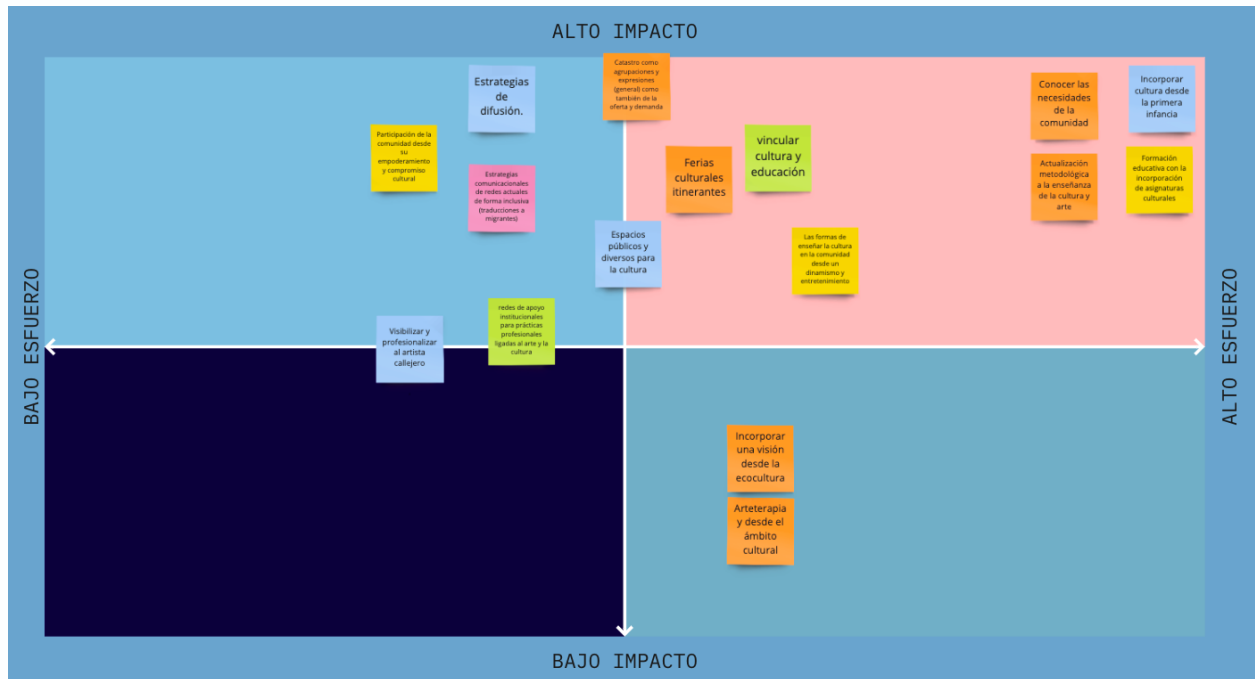 ALTO IMPACTO
Estrategias
de
difusión.
Catastro como
agrupaciones y
expresiones
(general) como
también de la
oferta y demanda
Conocer las
necesidades
de la
comunidad
Incorporar
cultura desde
la primera
infancia
Participación de la
comunidad desde
su
empoderamiento
y compromiso
cultural
Estrategias
comunicacionales
de redes actuales
de forma inclusiva
(traducciones a
migrantes)
Ferias
culturales
itinerantes
vincular
cultura y
educación
Actualización
metodológica
a la enseñanza
de la cultura y
arte
Formación
educativa con la
incorporación
de asignaturas
culturales
Espacios
públicos y
diversos para
la cultura
Las formas de
enseñar la cultura
en la comunidad
desde un
dinamismo y
entretenimiento
BAJO ESFUERZO
Visibilizar y
profesionalizar
al artista
callejero
redes de apoyo
institucionales
para prácticas
profesionales
ligadas al arte y la
cultura
ALTO ESFUERZO
Incorporar
una visión
desde la
ecocultura
Arteterapia
y desde el
ámbito
cultural
BAJO IMPACTO